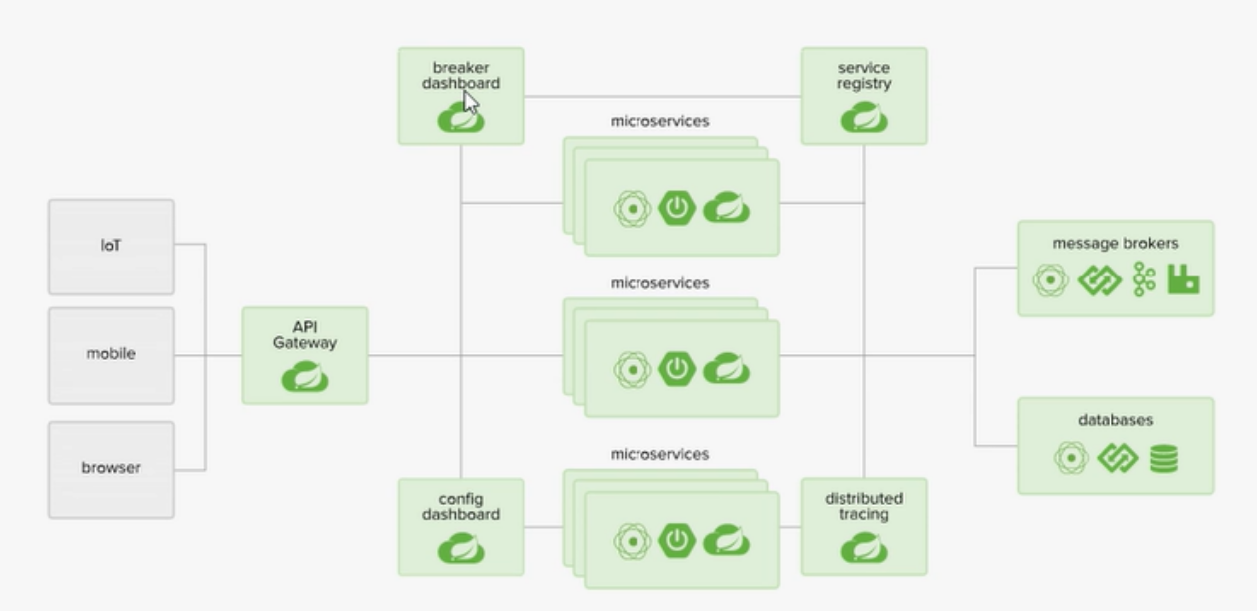 breaker
dashboard
service
registry
microservices
IoT
mobile
browser
API
Gateway
microservices
message brokers
databases
microservices
config
dashboard
distributed
tracing